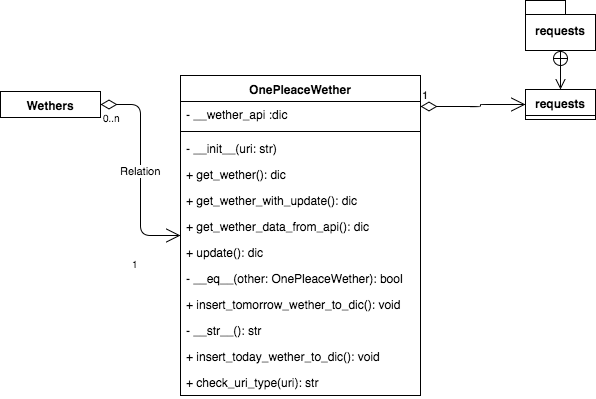 requests
OnePleaceWether
1
requests
Wethers
- __wether_api :dic
0..n
- __init__(uri: str)
Relation
+ get_wether(): dic
+ get_wether_with_update(): dic
+ get_wether_data_from_api(): dic
+ update(): dic
1
- __eq__(other: OnePleaceWether): bool
+ insert_tomorrow_wether_to_dic(): void
- __str__(): str
+ insert_today_wether_to_dic(): void
+ check_uri_type(uri): str